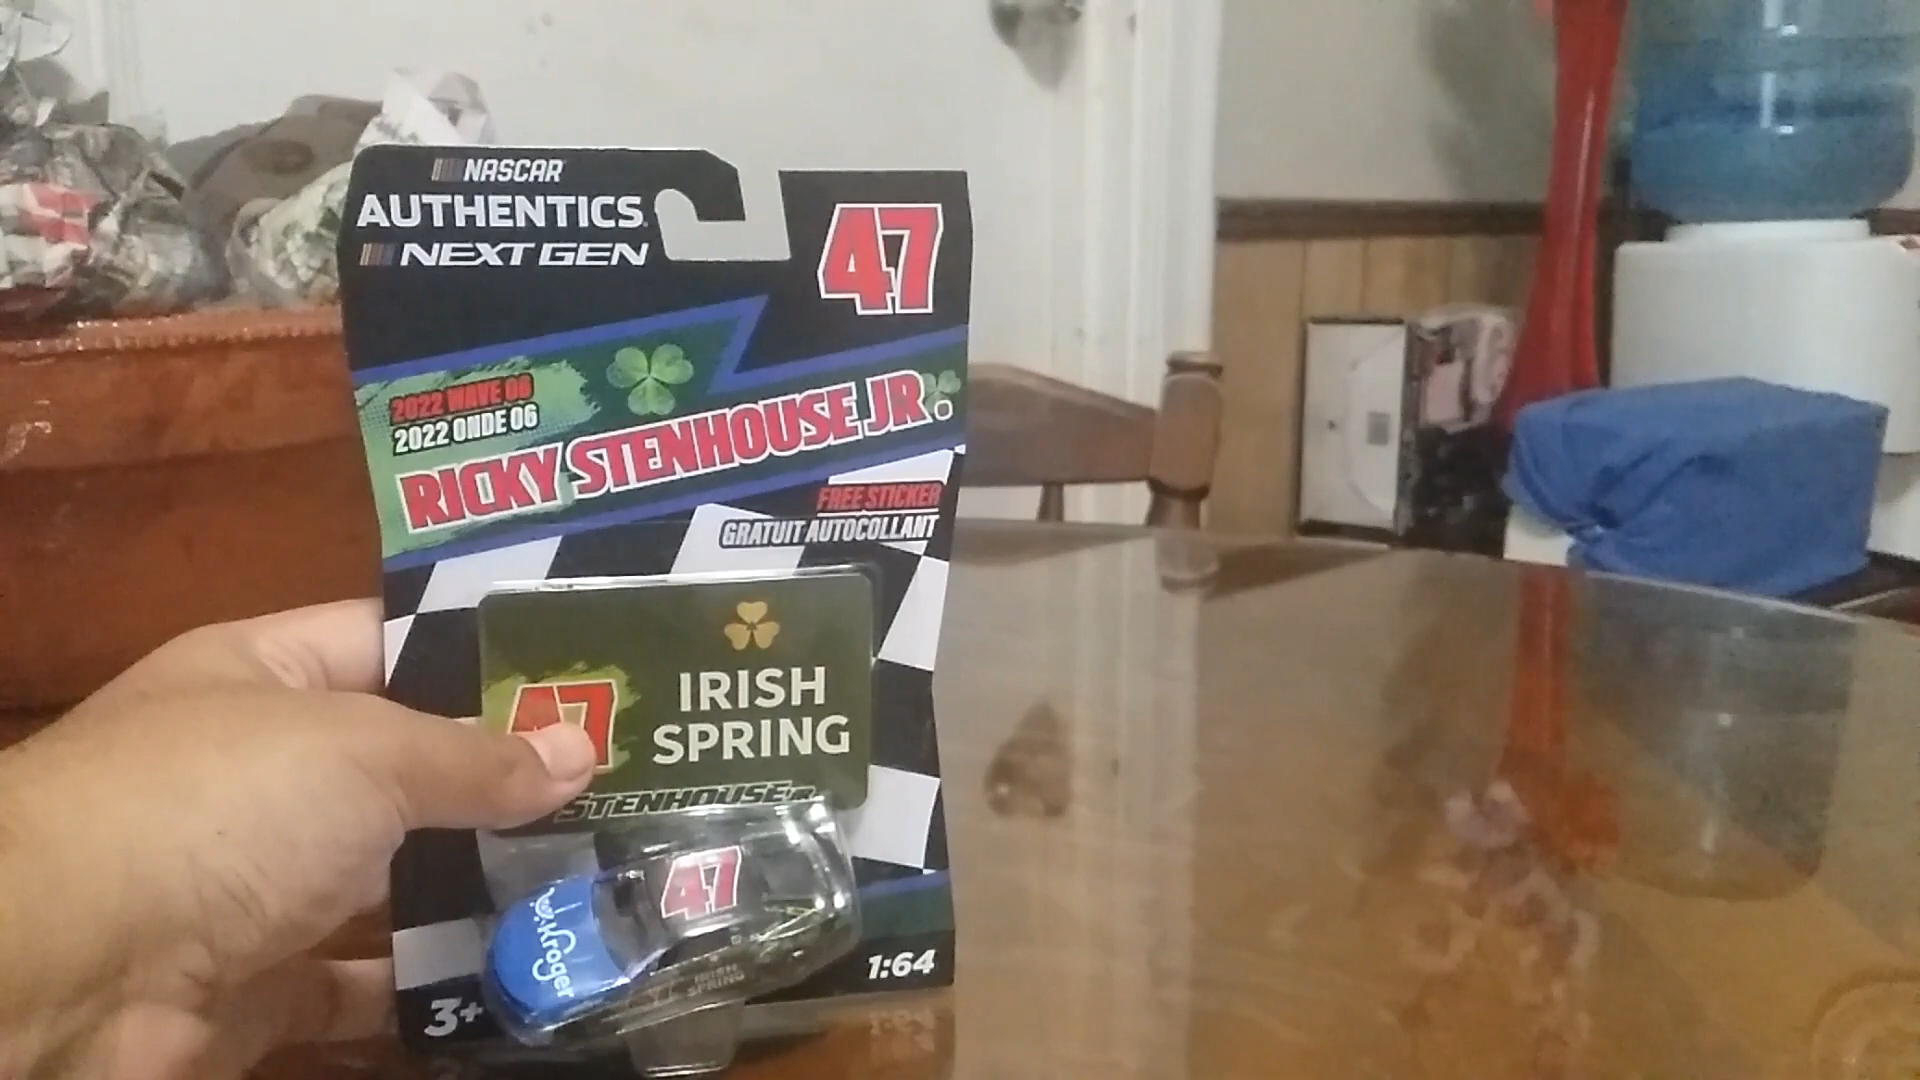 NASCAR
AUTHENTICS
NEXT GEN
47
2022 WAVE 06
2022 ONDE 06
RICKY STENHOUSE JR.
FREE STICKER
GRATUIT AUTOCOLLANT
47
IRISH
SPRING
STENHOUSE JR.
47
Kroger
IRISH
SPRING
1:64
3+